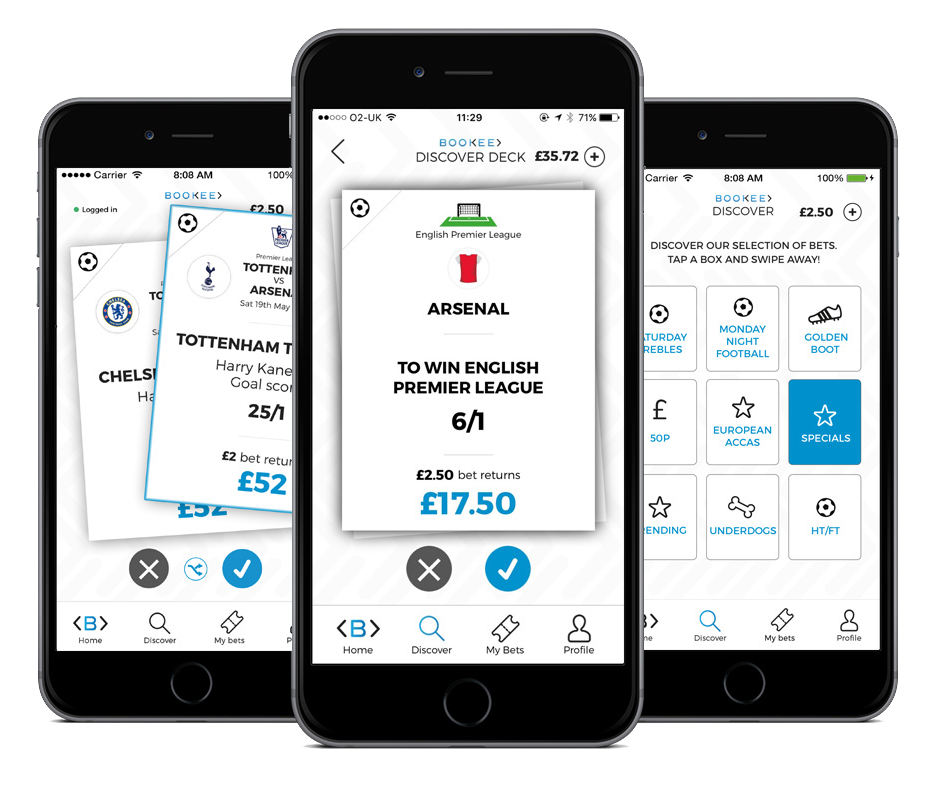 Carrier 8:08 AM 100%
BOOKEE
Logged in
£2.50
Premier Lea
TOTTENH
VS
ARSENA
Sat 19th May
TOTTENHAM T
Harry Kane
Goal scor
25/1
£2 bet retur
£52
TO
CHELS
Ha
£52
Home Discover My bets P
O2-UK 11:29 71%
BOOKEE
DISCOVER DECK £35.72
English Premier League
ARSENAL
TO WIN ENGLISH
PREMIER LEAGUE
6/1
£2.50 bet returns
£17.50
B
Home Discover My Bets Profile
Carrier 8:08 AM 100%
BOOKEE
DISCOVER £2.50
DISCOVER OUR SELECTION OF BETS.
TAP A BOX AND SWIPE AWAY!
ATURDAY
REBLES
MONDAY
NIGHT
FOOTBALL
GOLDEN
BOOT
£
50P
EUROPEAN
ACCAS
SPECIALS
ENDING
UNDERDOGS
HT/FT
me Discover My bets Profile